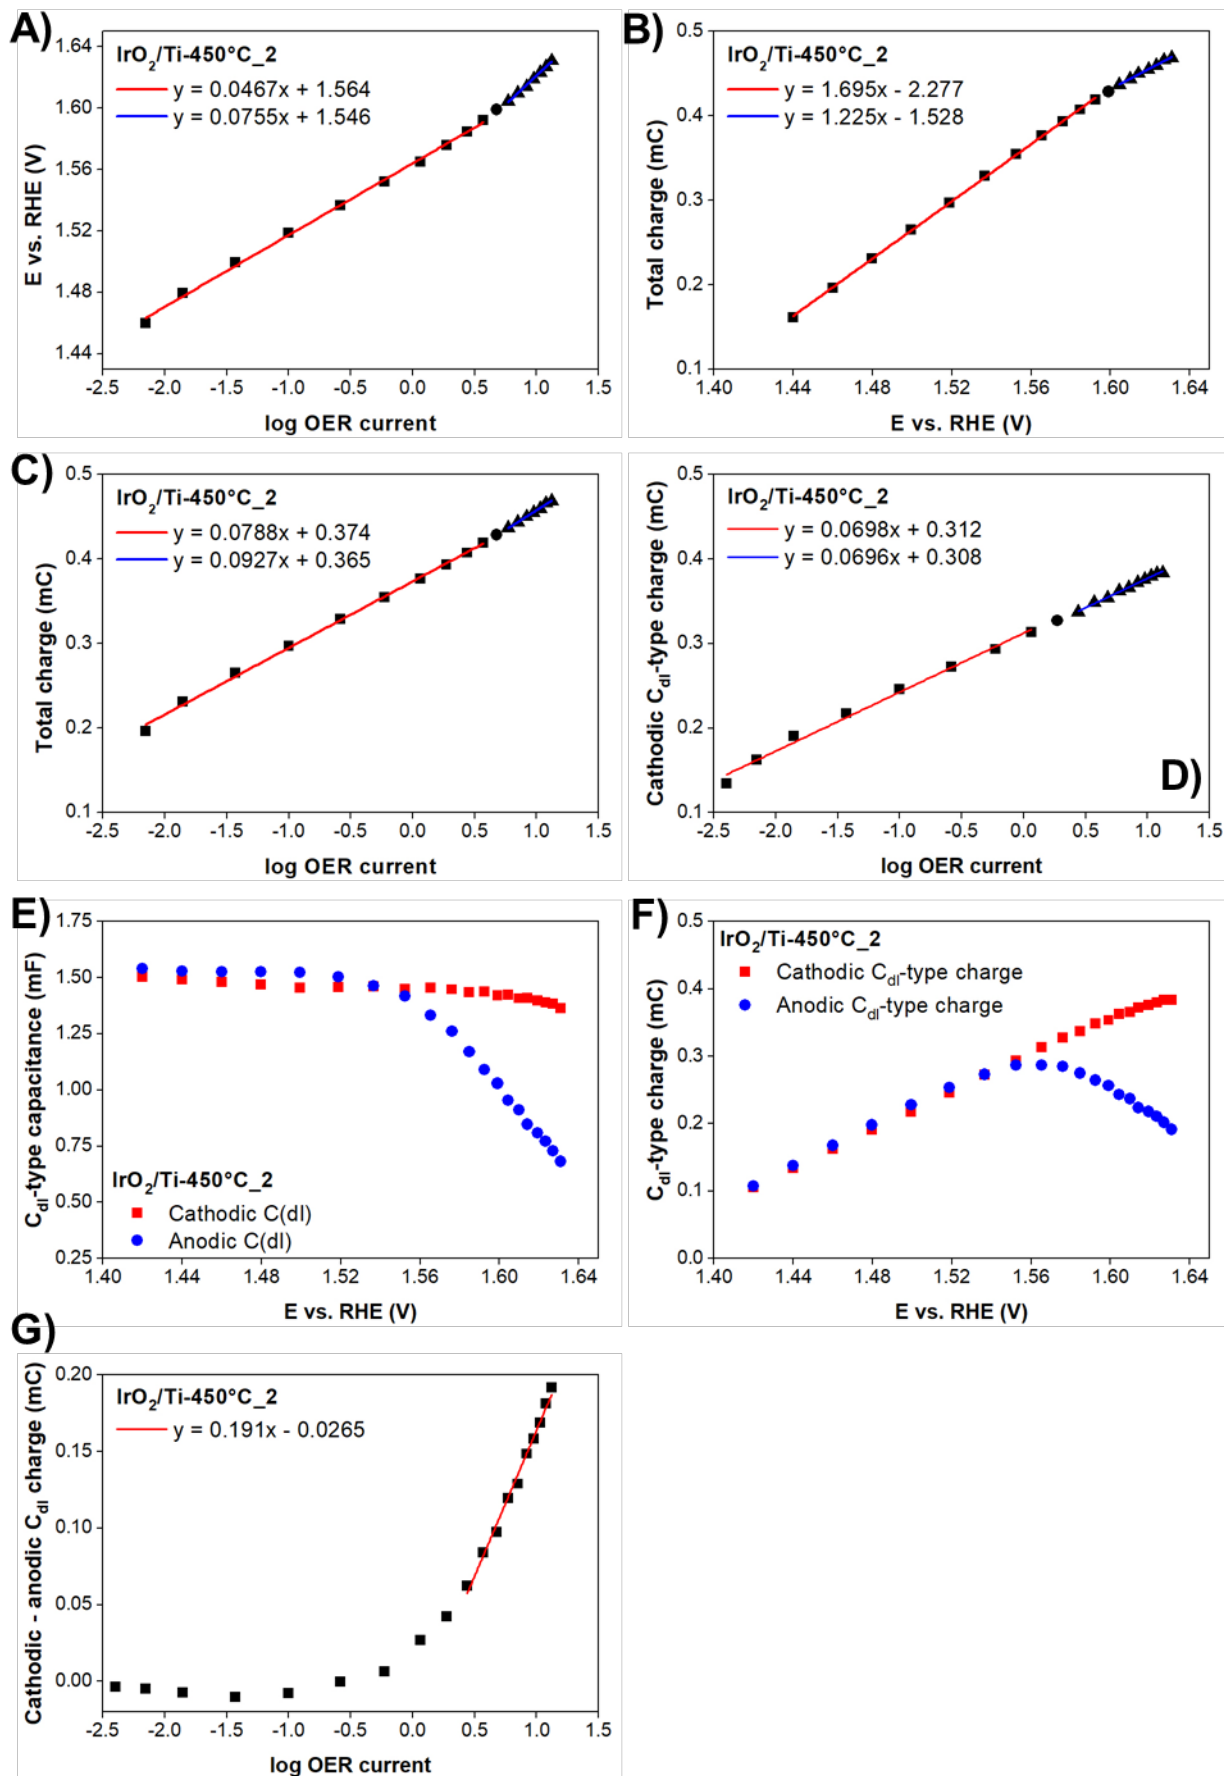 A)
IrO2/Ti-450°C_2
y = 0.0467x + 1.564
y = 0.0755x + 1.546
E vs. RHE (V)
1.64
1.60
1.56
1.52
1.48
1.44
-2.5 -2.0 -1.5 -1.0 -0.5 0.0 0.5 1.0 1.5
log OER current
B)
IrO2/Ti-450°C_2
y = 1.695x - 2.277
y = 1.225x - 1.528
Total charge (mC)
0.5
0.4
0.3
0.2
0.1
1.40 1.44 1.48 1.52 1.56 1.60 1.64
E vs. RHE (V)
C)
IrO2/Ti-450°C_2
y = 0.0788x + 0.374
y = 0.0927x + 0.365
Total charge (mC)
0.5
0.4
0.3
0.2
0.1
-2.5 -2.0 -1.5 -1.0 -0.5 0.0 0.5 1.0 1.5
log OER current
IrO2/Ti-450°C_2
y = 0.0698x + 0.312
y = 0.0696x + 0.308
D)
Cathodic Cdl-type charge (mC)
0.5
0.4
0.3
0.2
0.1
-2.5 -2.0 -1.5 -1.0 -0.5 0.0 0.5 1.0 1.5
log OER current
E)
Cdl-type capacitance (mF)
1.75
1.50
1.25
1.00
0.75
0.50
0.25
IrO2/Ti-450°C_2
Cathodic C(dl)
Anodic C(dl)
1.40 1.44 1.48 1.52 1.56 1.60 1.64
E vs. RHE (V)
F)
IrO2/Ti-450°C_2
Cathodic Cdl-type charge
Anodic Cdl-type charge
Cdl-type charge (mC)
0.5
0.4
0.3
0.2
0.1
0.0
1.40 1.44 1.48 1.52 1.56 1.60 1.64
E vs. RHE (V)
G)
IrO2/Ti-450°C_2
y = 0.191x - 0.0265
Cathodic - anodic Cdl charge (mC)
0.20
0.15
0.10
0.05
0.00
-2.5 -2.0 -1.5 -1.0 -0.5 0.0 0.5 1.0 1.5
log OER current